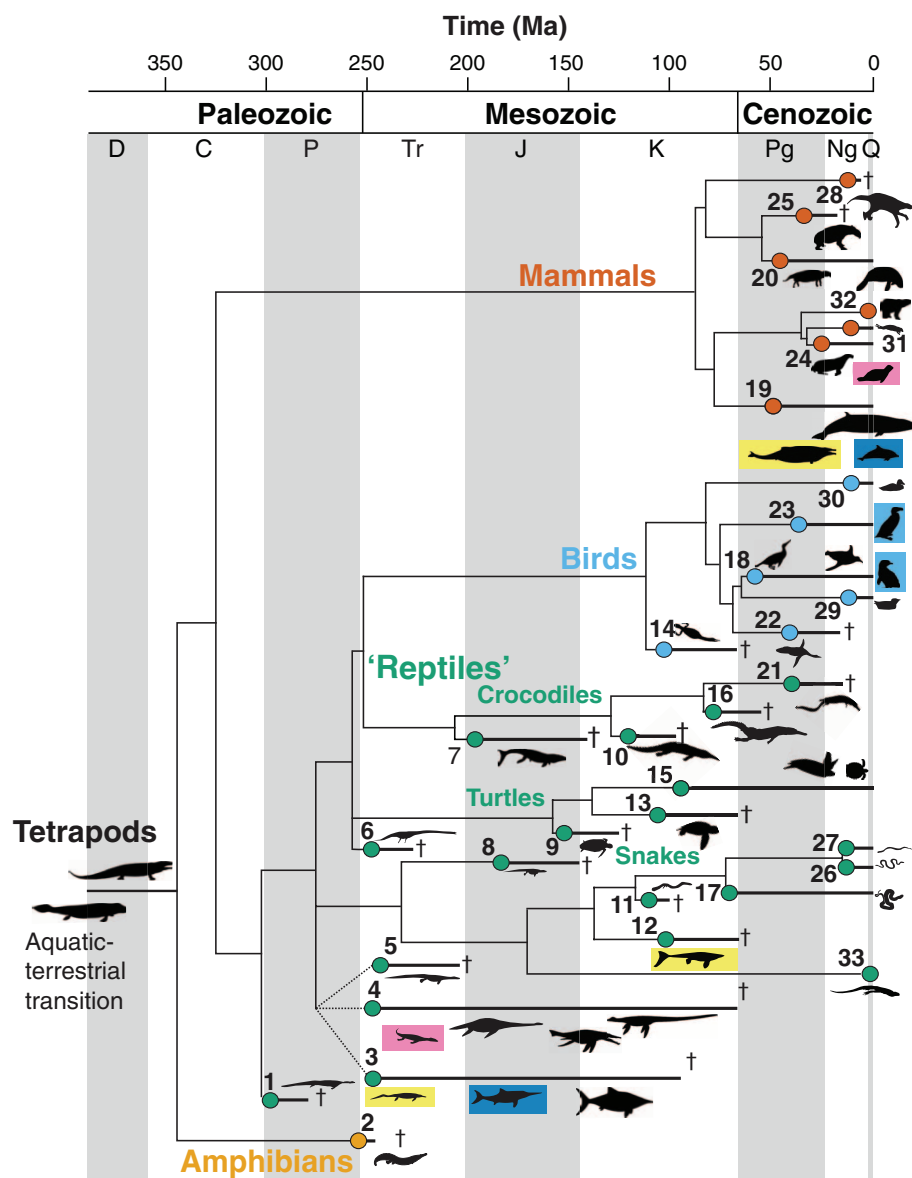 Time (Ma)
350 300 250 200 150 100 50 0
Paleozoic Mesozoic Cenozoic
D C P Tr J K Pg Ng Q
†
28
25 †
20
Mammals
32
31
24
19
30
23
Birds
18
29
22 †
14
†
'Reptiles'
21 †
Crocodiles
16 †
7 † 10 †
15
Turtles
13 †
6 † 9 †
8 †
Snakes
27
26
11 † 17
12 †
Tetrapods
Aquatic-
terrestrial
transition
5 †
33
4 †
3 †
1 †
2 †
Amphibians